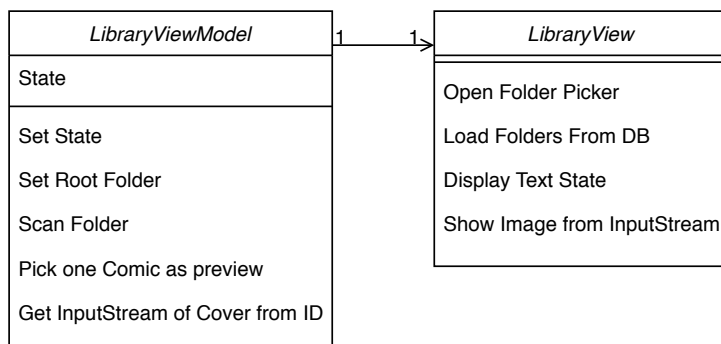 LibraryViewModel
State
Set State
Set Root Folder
Scan Folder
Pick one Comic as preview
Get InputStream of Cover from ID
1
1
LibraryView
Open Folder Picker
Load Folders From DB
Display Text State
Show Image from InputStream